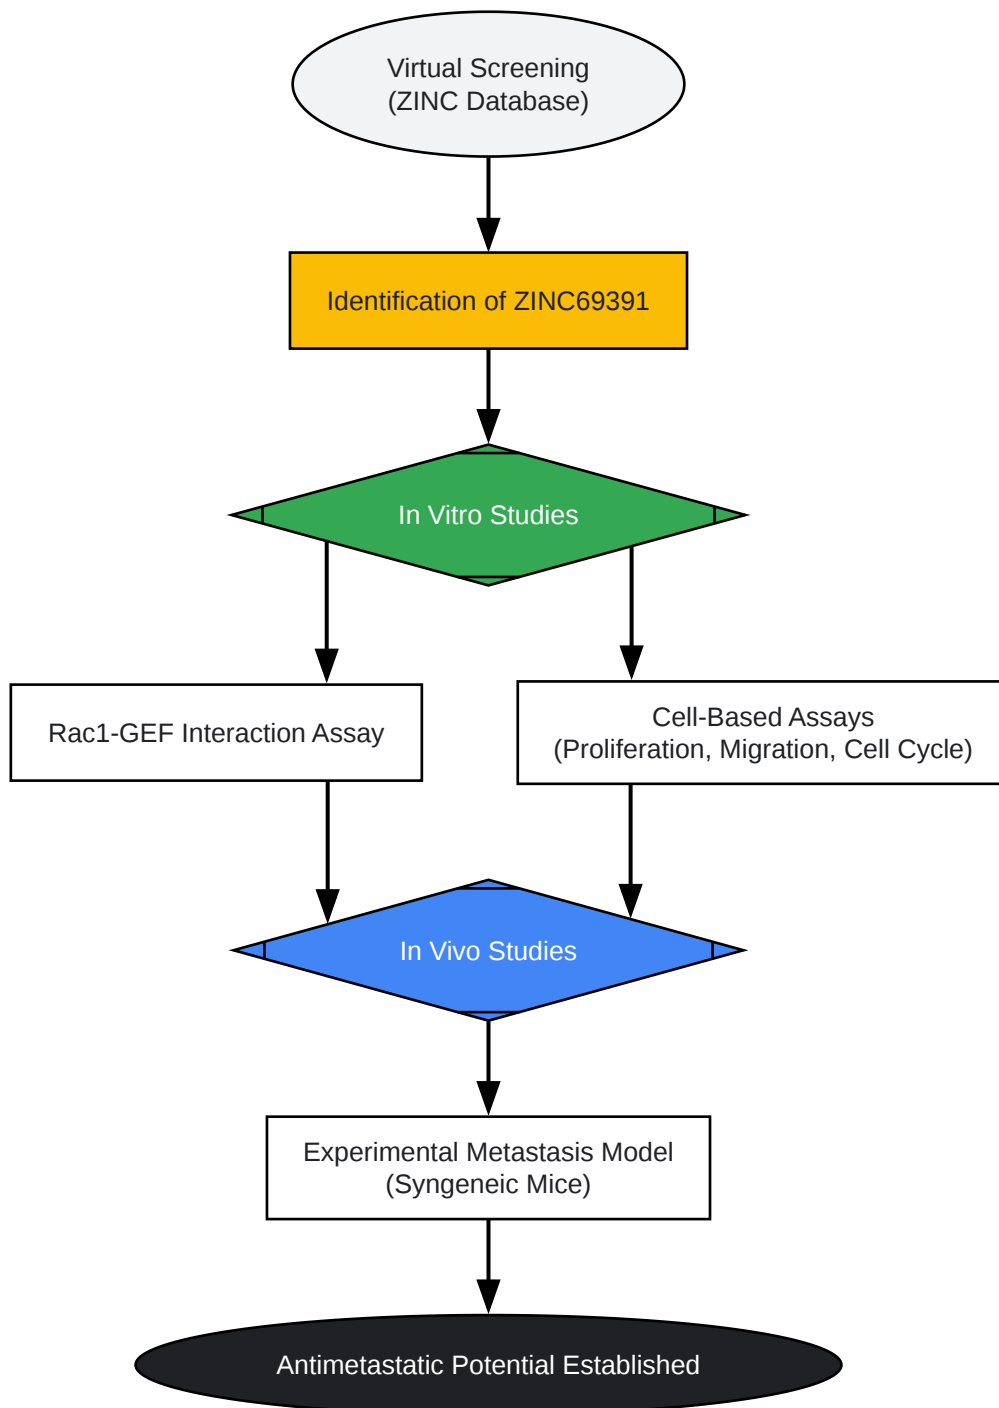 Virtual Screening
(ZINC Database)
Identification of ZINC69391
In Vitro Studies
Rac1-GEF Interaction Assay
Cell-Based Assays
(Proliferation, Migration, Cell Cycle)
In Vivo Studies
Experimental Metastasis Model
(Syngeneic Mice)
Antimetastatic Potential Established